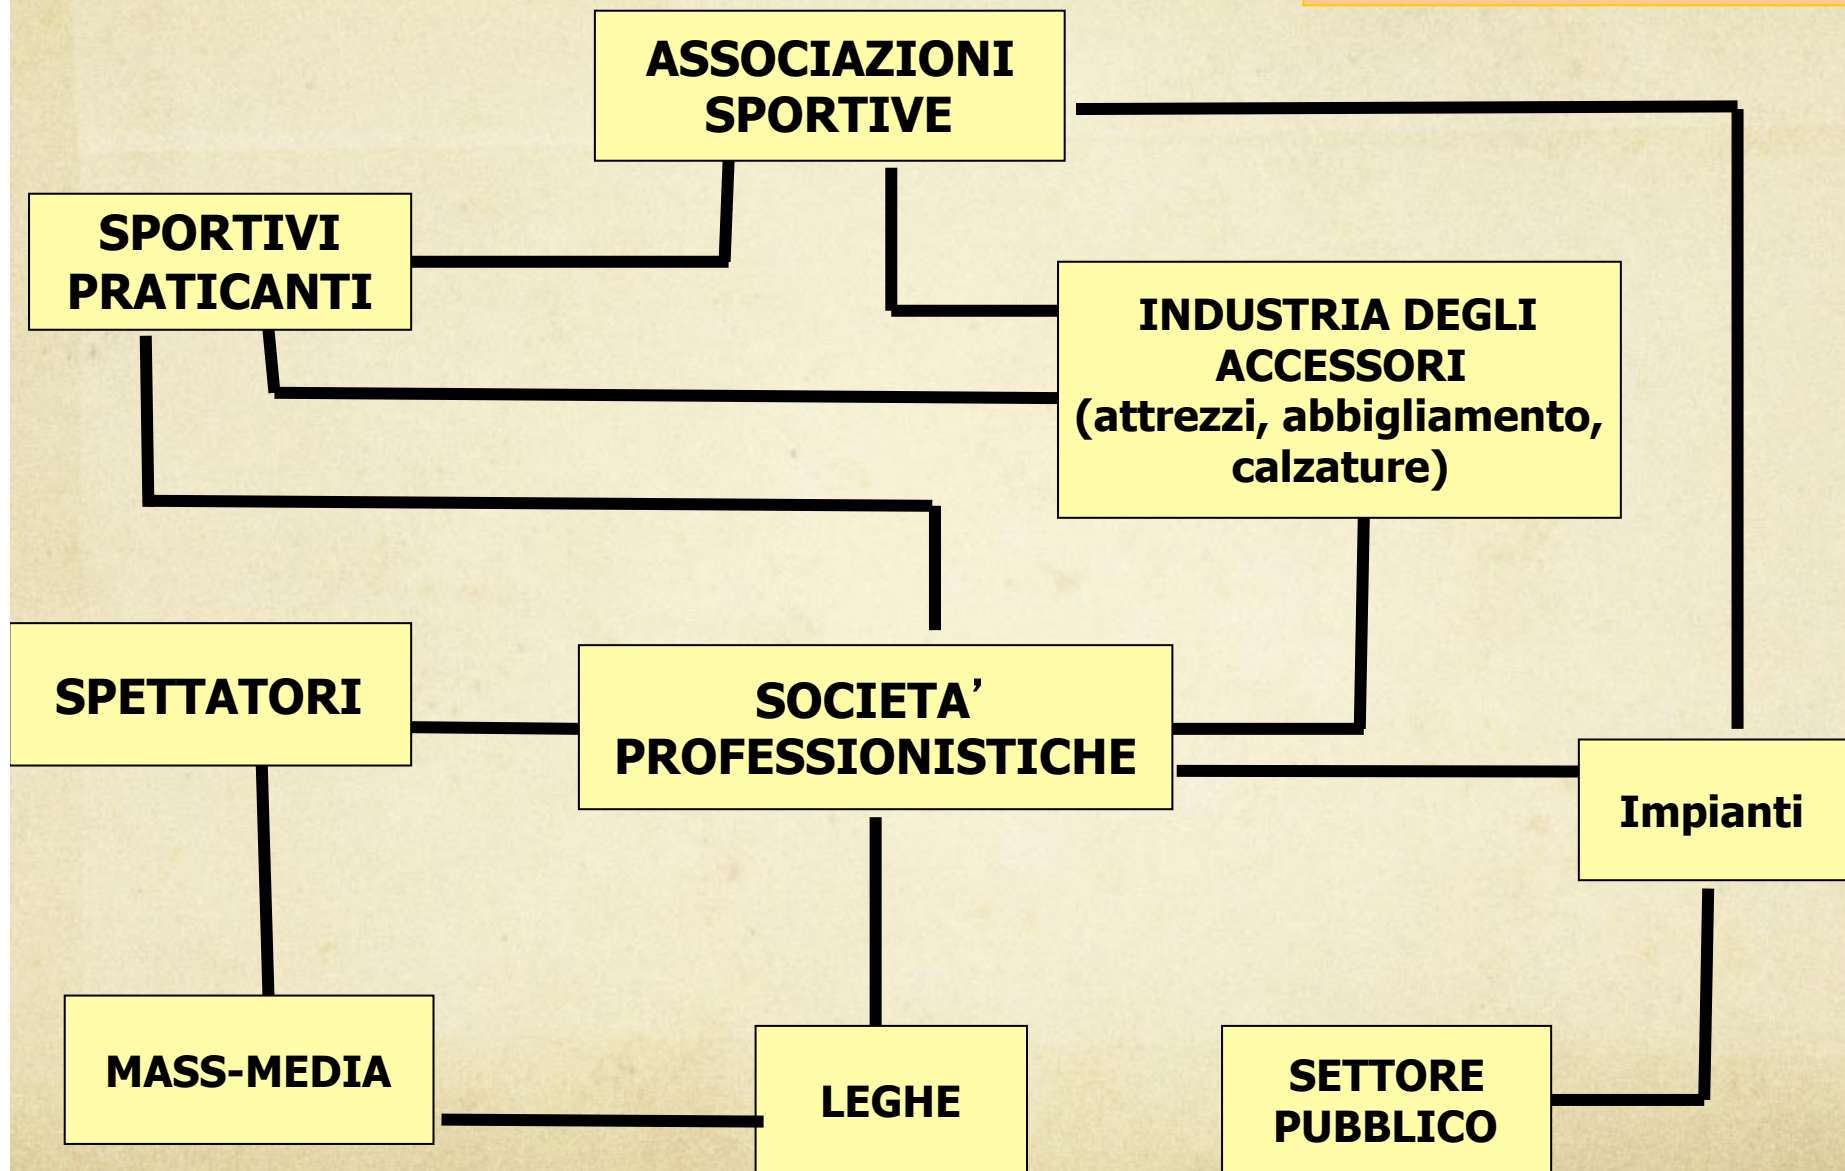 ASSOCIAZIONI
SPORTIVE
SPORTIVI
PRATICANTI
INDUSTRIA DEGLI
ACCESSORI
(attrezzi, abbigliamento,
calzature)
SPETTATORI
SOCIETA’
PROFESSIONISTICHE
Impianti
MASS-MEDIA
LEGHE
SETTORE
PUBBLICO